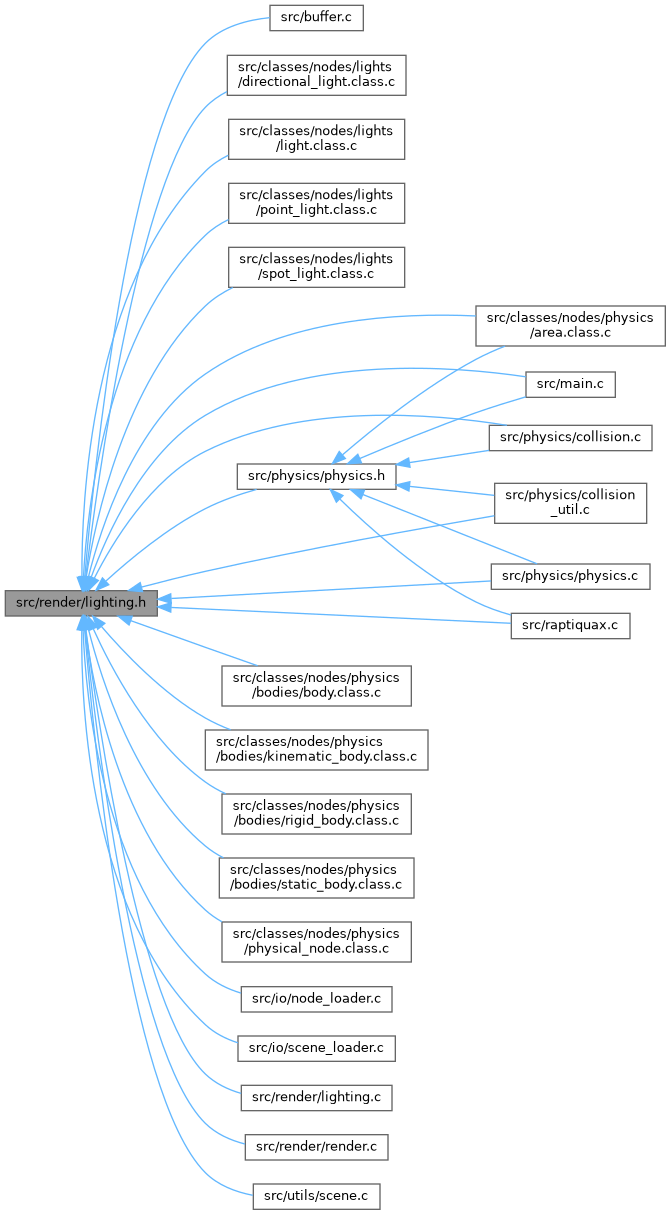 src/buffer.c
src/classes/nodes/lights
/directional_light.class.c
src/classes/nodes/lights
/light.class.c
src/classes/nodes/lights
/point_light.class.c
src/classes/nodes/lights
/spot_light.class.c
src/classes/nodes/physics
/area.class.c
src/main.c
src/physics/collision.c
src/physics/physics.h
src/physics/collision
_util.c
src/physics/physics.c
src/render/lighting.h
src/raptiquax.c
src/classes/nodes/physics
/bodies/body.class.c
src/classes/nodes/physics
/bodies/kinematic_body.class.c
src/classes/nodes/physics
/bodies/rigid_body.class.c
src/classes/nodes/physics
/bodies/static_body.class.c
src/classes/nodes/physics
/physical_node.class.c
src/io/node_loader.c
src/io/scene_loader.c
src/render/lighting.c
src/render/render.c
src/utils/scene.c